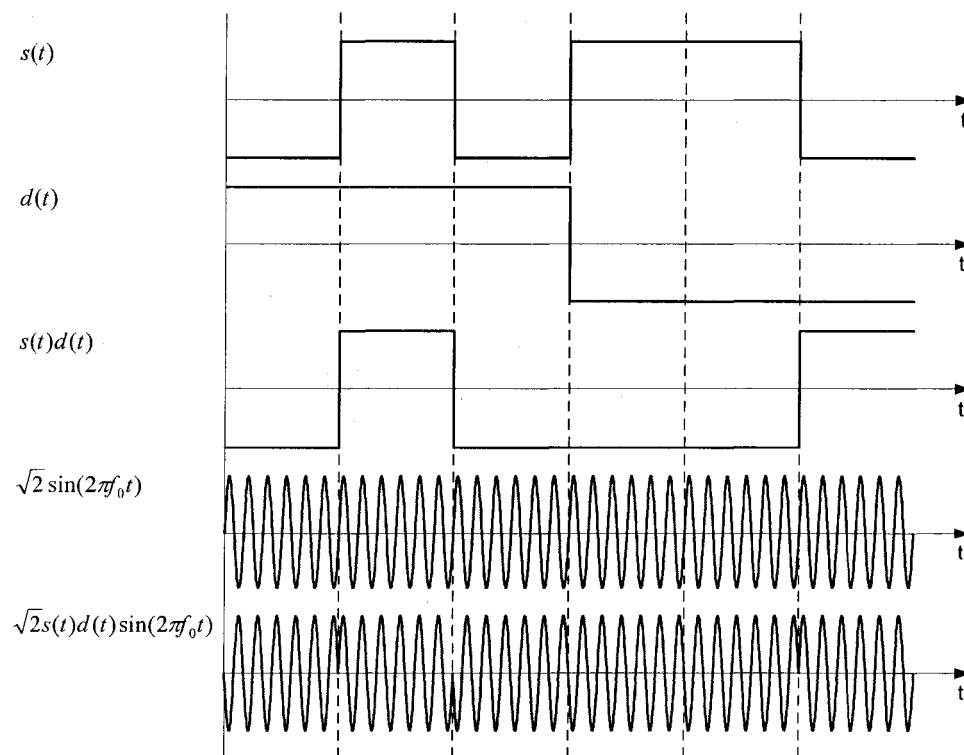 s(t)
t
d(t)
t
s(t)d(t)
t
√2 sin(2πf₀t)
t
√2s(t)d(t)sin(2πf₀t)
t